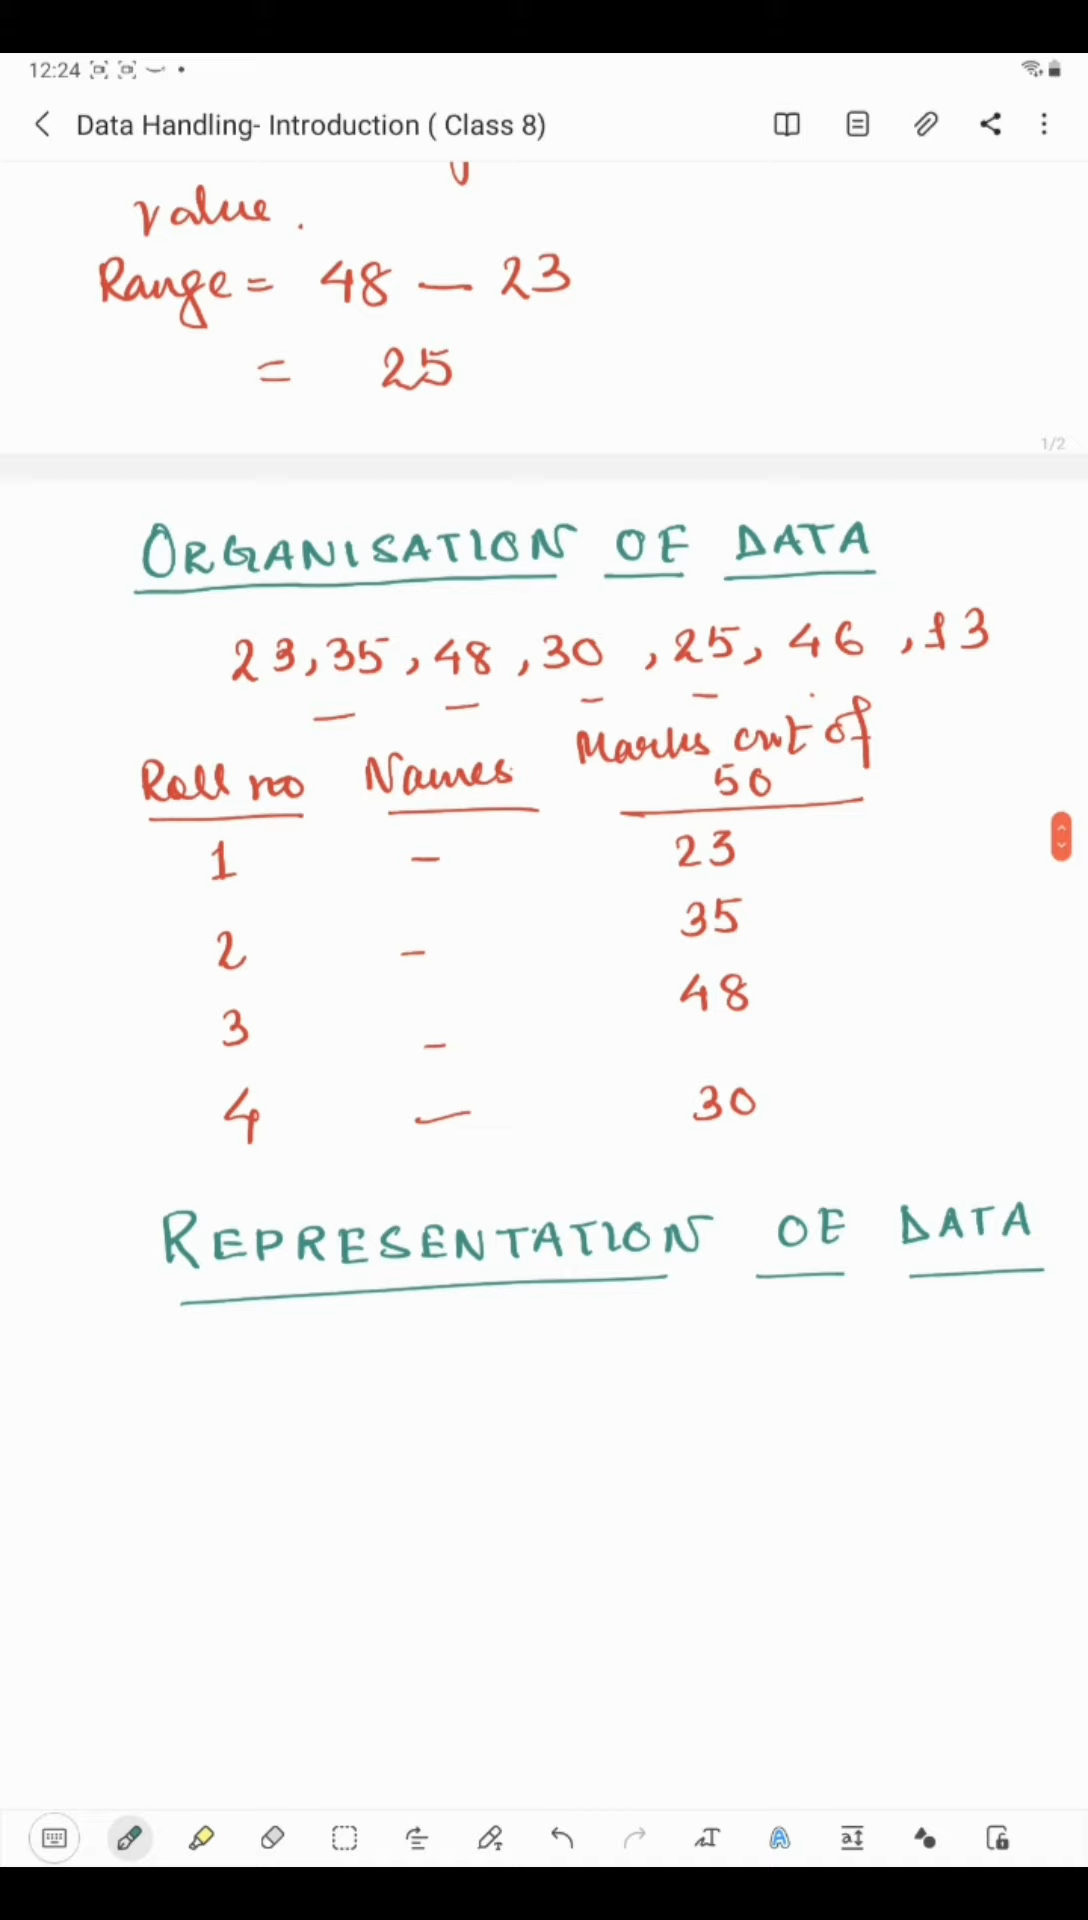 12:24
Data Handling- Introduction ( Class 8)
value.
Range = 48 — 23
= 25
1/2
ORGANISATION OF DATA
23, 35, 48, 30, 25, 46, 13
Roll no Names Marks out of 50
1 - 23
2 - 35
3 - 48
4 - 30
REPRESENTATION OF DATA